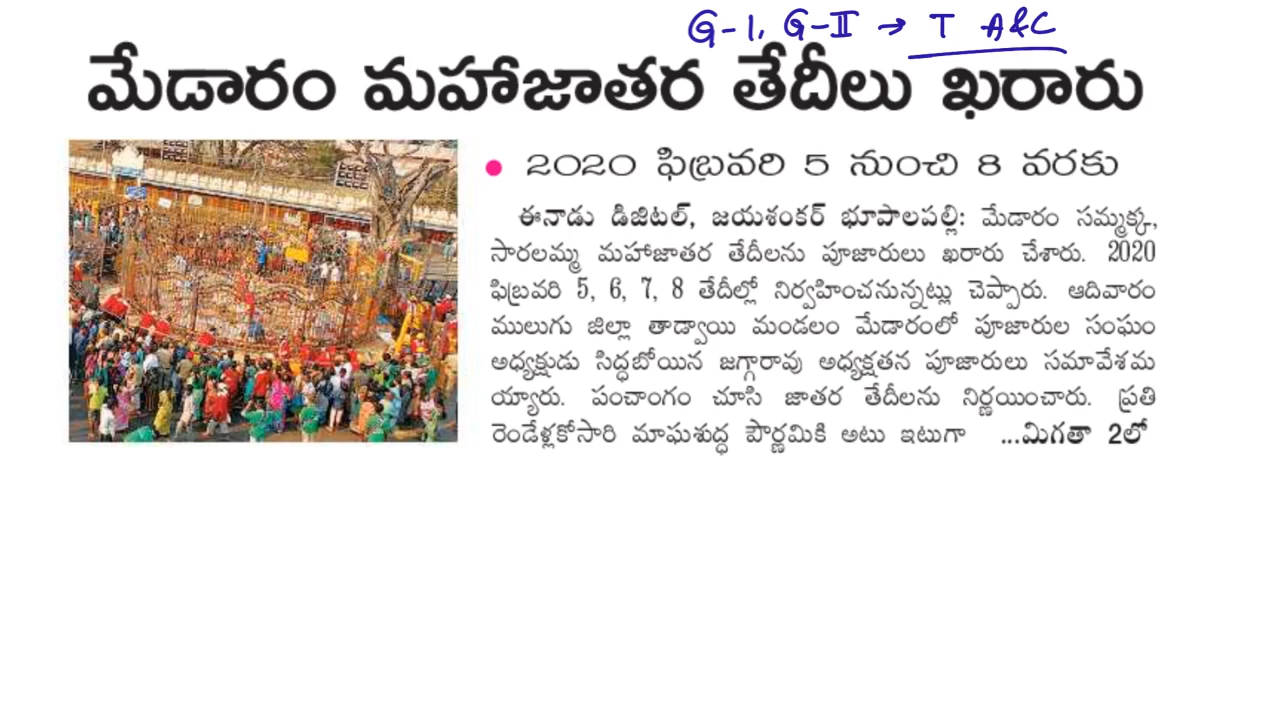 G-I, G-II → T A&C
మేడారం మహాజాతర తేదీలు ఖరారు
• 2020 ఫిబ్రవరి 5 నుంచి 8 వరకు
ఈనాడు డిజిటల్, జయశంకర్ భూపాలపల్లి: మేడారం సమ్మక్క,
సారలమ్మ మహాజాతర తేదీలను పూజారులు ఖరారు చేశారు. 2020
ఫిబ్రవరి 5, 6, 7, 8 తేదీల్లో నిర్వహించనున్నట్లు చెప్పారు. ఆదివారం
ములుగు జిల్లా తాడ్వాయి మండలం మేడారంలో పూజారుల సంఘం
అధ్యక్షుడు సిద్ధబోయిన జగ్గారావు అధ్యక్షతన పూజారులు సమావేశమ
య్యారు. పంచాంగం చూసి జాతర తేదీలను నిర్ణయించారు. ప్రతి
రెండేళ్లకోసారి మాఘశుద్ధ పౌర్ణమికి అటు ఇటుగా ...మిగతా 2లో